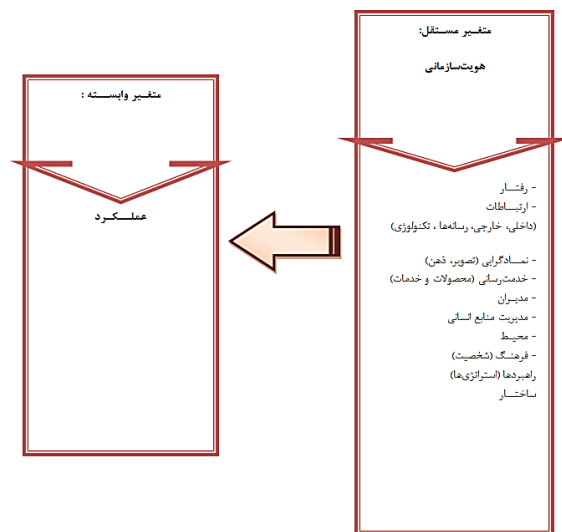 متغیر مستقل:
هویت‌سازمانی
- رفتار
- ارتباطات
(داخلی، خارجی، رسانه‌ها ، تکنولوژی)
- نمادگرایی (تصویر، ذهن)
- خدمت‌رسانی (محصولات و خدمات)
- مدیران
- مدیریت منابع انسانی
- محیط
- فرهنگ (شخصیت)
راهبردها (استراتژی‌ها)
ساختار
متغیر وابسته :
عملکرد